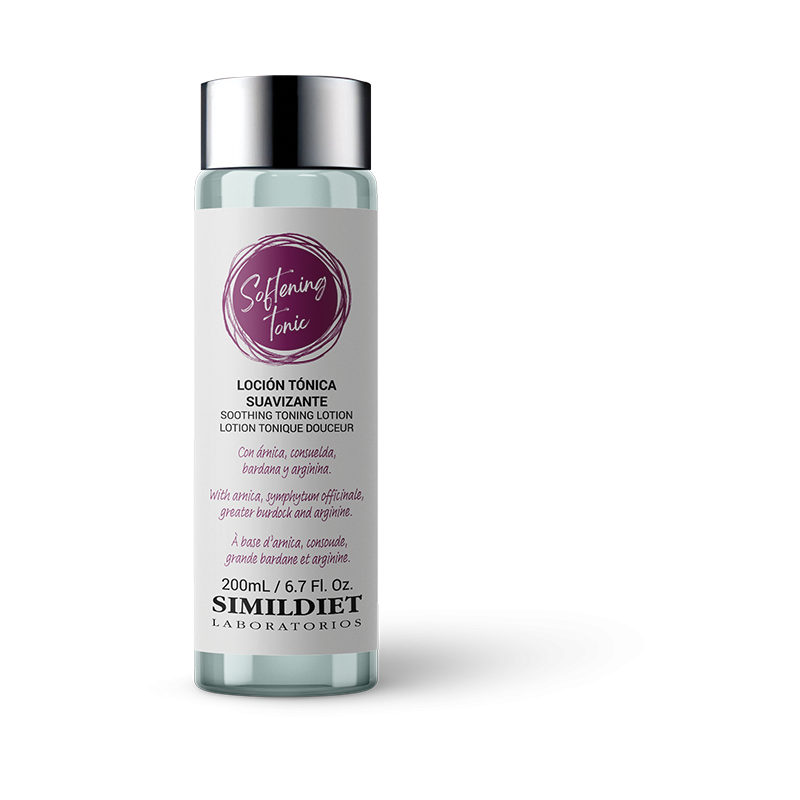 Softening
tonic
LOCIÓN TÓNICA
SUAVIZANTE
SOOTHING TONING LOTION
LOTION TONIQUE DOUCEUR
Con árnica, consuelda,
bardana y arginina.
With arnica, symphytum officinale,
greater burdock and arginine.
À base d'arnica, consoude,
grande bardane et arginine.
200mL / 6.7 Fl. Oz.
SIMILDIET
LABORATORIOS